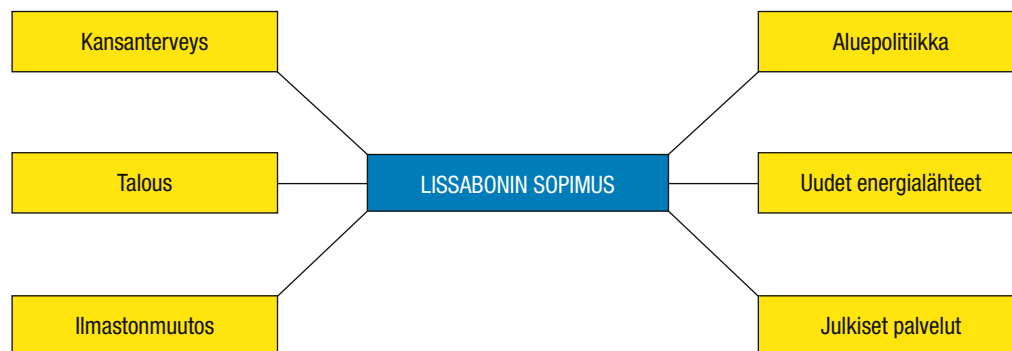 Kansanterveys
Aluepolitiikka
Talous
LISSABONIN SOPIMUS
Uudet energialähteet
Ilmastonmuutos
Julkiset palvelut